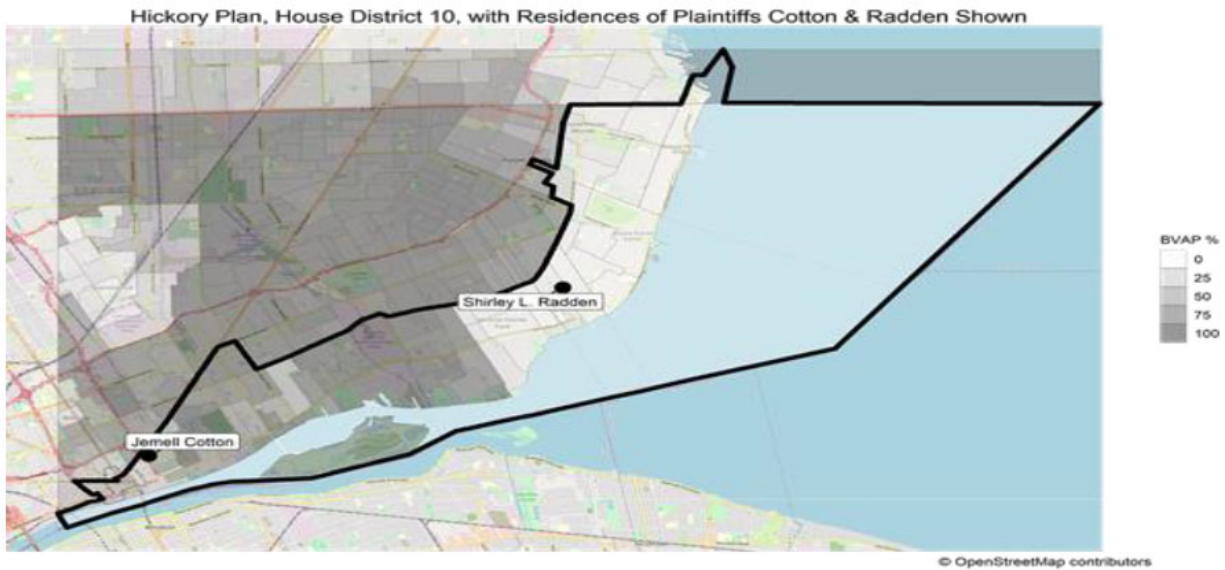 Hickory Plan, House District 10, with Residences of Plaintiffs Cotton & Radden Shown
BVAP %
0
25
50
75
100
Shirley L. Radden
Jemell Cotton
© OpenStreetMap contributors